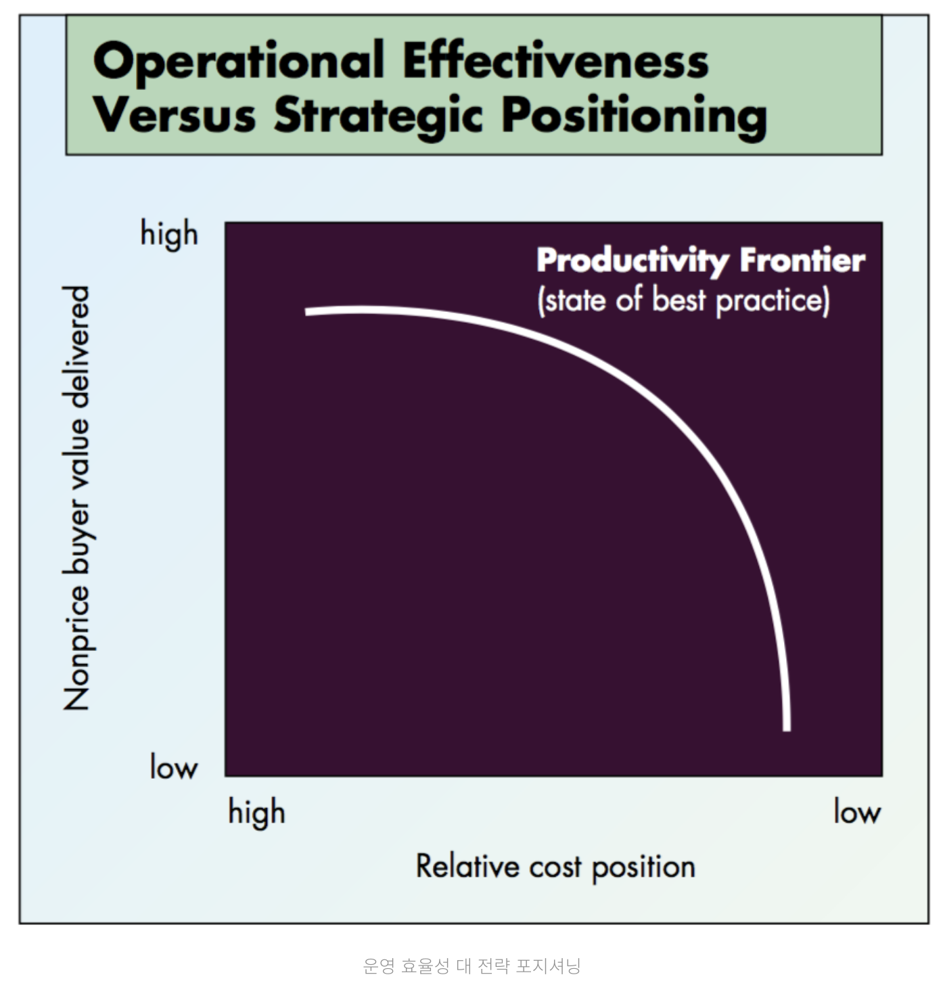 Operational Effectiveness
Versus Strategic Positioning
high
Productivity Frontier
(state of best practice)
Nonprice buyer value delivered
low
high
low
Relative cost position
운영 효율성 대 전략 포지셔닝